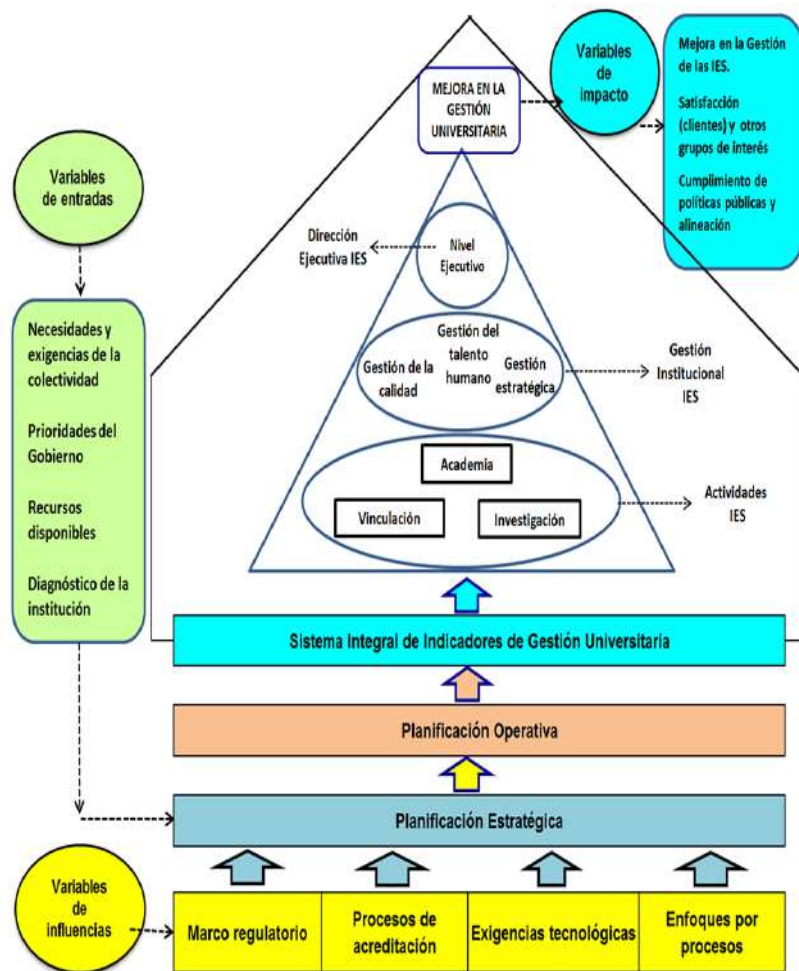 Variables
de
impacto
Mejora en la Gestión
de las IES.
Satisfacción
(clientes) y otros
grupos de interés
Cumplimiento de
políticas públicas y
alineación
MEJORA EN LA
GESTIÓN
UNIVERSITARIA
Variables
de entradas
Necesidades y
exigencias de la
colectividad
Prioridades del
Gobierno
Recursos
disponibles
Diagnóstico de la
institución
Dirección
Ejecutiva IES
Nivel
Ejecutivo
Gestión de la
calidad
Gestión del
talento
humano
Gestión
estratégica
Gestión
Institucional
IES
Academia
Vinculación
Investigación
Actividades
IES
Sistema Integral de Indicadores de Gestión Universitaria
Planificación Operativa
Planificación Estratégica
Variables
de
influencias
Marco regulatorio
Procesos de
acreditación
Exigencias tecnológicas
Enfoques por
procesos